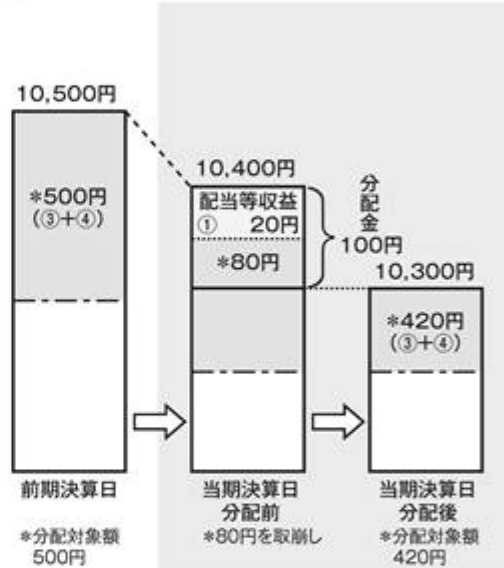 10,500円
*500円
(③+④)
前期決算日
*分配対象額
500円
10,400円
配当等収益
① 20円
*80円
分配金
100円
当期決算日
分配前
*80円を取崩し
10,300円
*420円
(③+④)
当期決算日
分配後
*分配対象額
420円